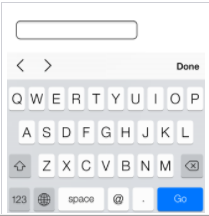 Done
Q W E R T Y U I O P
A S D F G H J K L
Z X C V B N M
123 space @ . Go